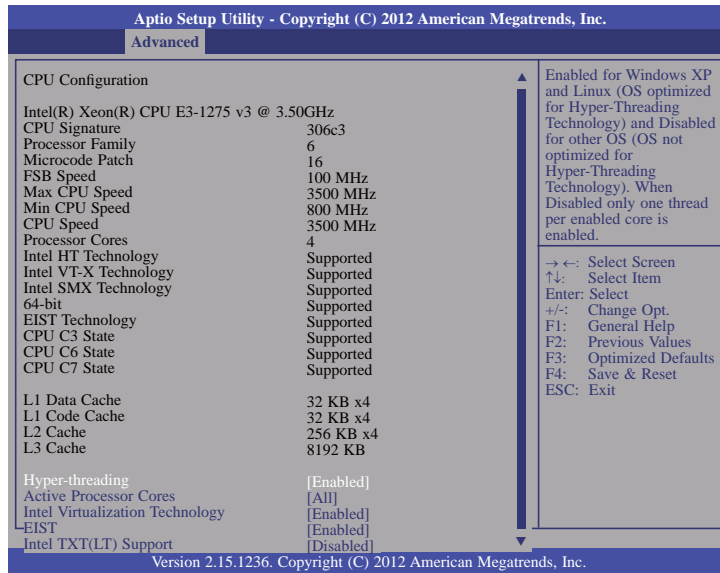 Aptio Setup Utility - Copyright (C) 2012 American Megatrends, Inc.
Advanced
CPU Configuration
Intel(R) Xeon(R) CPU E3-1275 v3 @ 3.50GHz
CPU Signature 306c3
Processor Family 6
Microcode Patch 16
FSB Speed 100 MHz
Max CPU Speed 3500 MHz
Min CPU Speed 800 MHz
CPU Speed 3500 MHz
Processor Cores 4
Intel HT Technology Supported
Intel VT-X Technology Supported
Intel SMX Technology Supported
64-bit Supported
EIST Technology Supported
CPU C3 State Supported
CPU C6 State Supported
CPU C7 State Supported
L1 Data Cache 32 KB x4
L1 Code Cache 32 KB x4
L2 Cache 256 KB x4
L3 Cache 8192 KB
Hyper-threading [Enabled]
Active Processor Cores [All]
Intel Virtualization Technology [Enabled]
EIST [Enabled]
Intel TXT(LT) Support [Disabled]
Enabled for Windows XP
and Linux (OS optimized
for Hyper-Threading
Technology) and Disabled
for other OS (OS not
optimized for
Hyper-Threading
Technology). When
Disabled only one thread
per enabled core is
enabled.
→ ←: Select Screen
↑↓: Select Item
Enter: Select
+/-: Change Opt.
F1: General Help
F2: Previous Values
F3: Optimized Defaults
F4: Save & Reset
ESC: Exit
Version 2.15.1236. Copyright (C) 2012 American Megatrends, Inc.